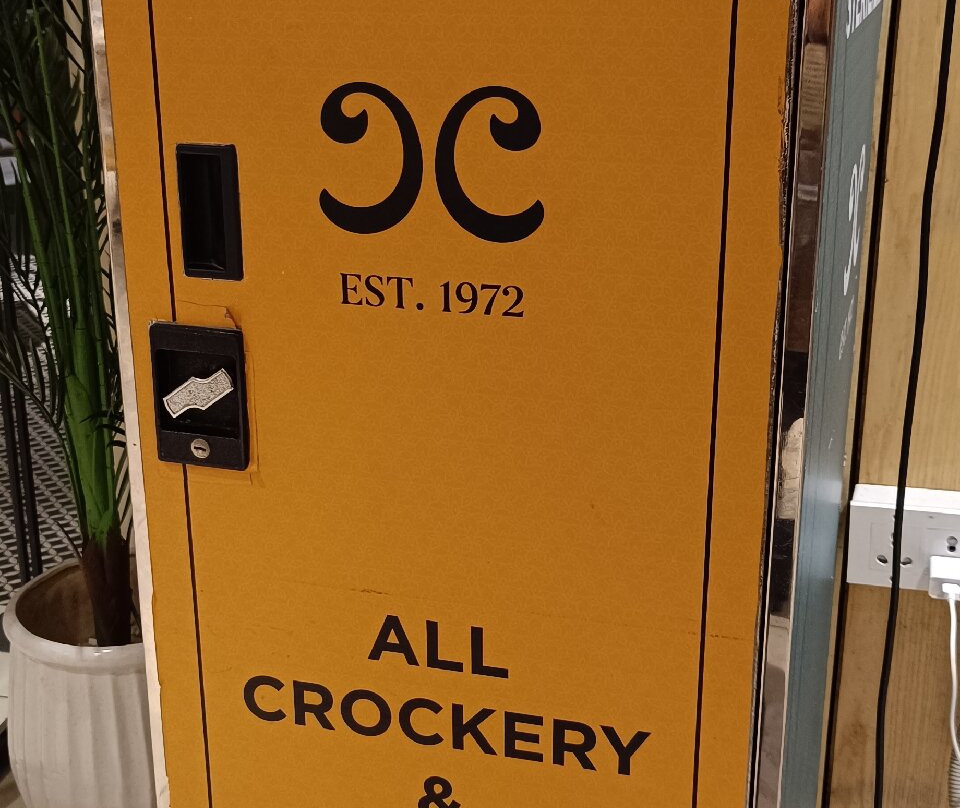 EST. 1972
ALL
CROCKERY
&